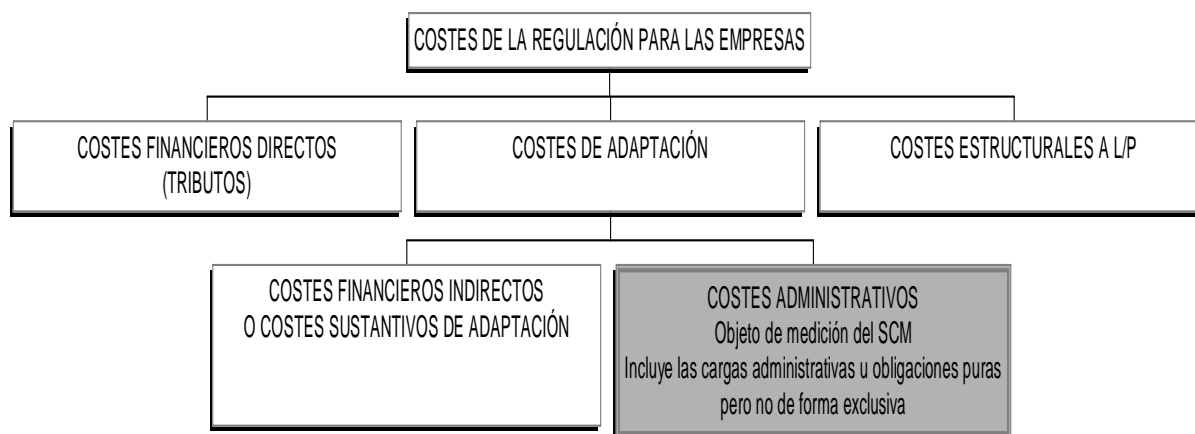 COSTES DE LA REGULACIÓN PARA LAS EMPRESAS
COSTES FINANCIEROS DIRECTOS
(TRIBUTOS)
COSTES DE ADAPTACIÓN
COSTES ESTRUCTURALES A L/P
COSTES FINANCIEROS INDIRECTOS
O COSTES SUSTANTIVOS DE ADAPTACIÓN
COSTES ADMINISTRATIVOS
Objeto de medición del SCM
Incluye las cargas administrativas u obligaciones puras
pero no de forma exclusiva